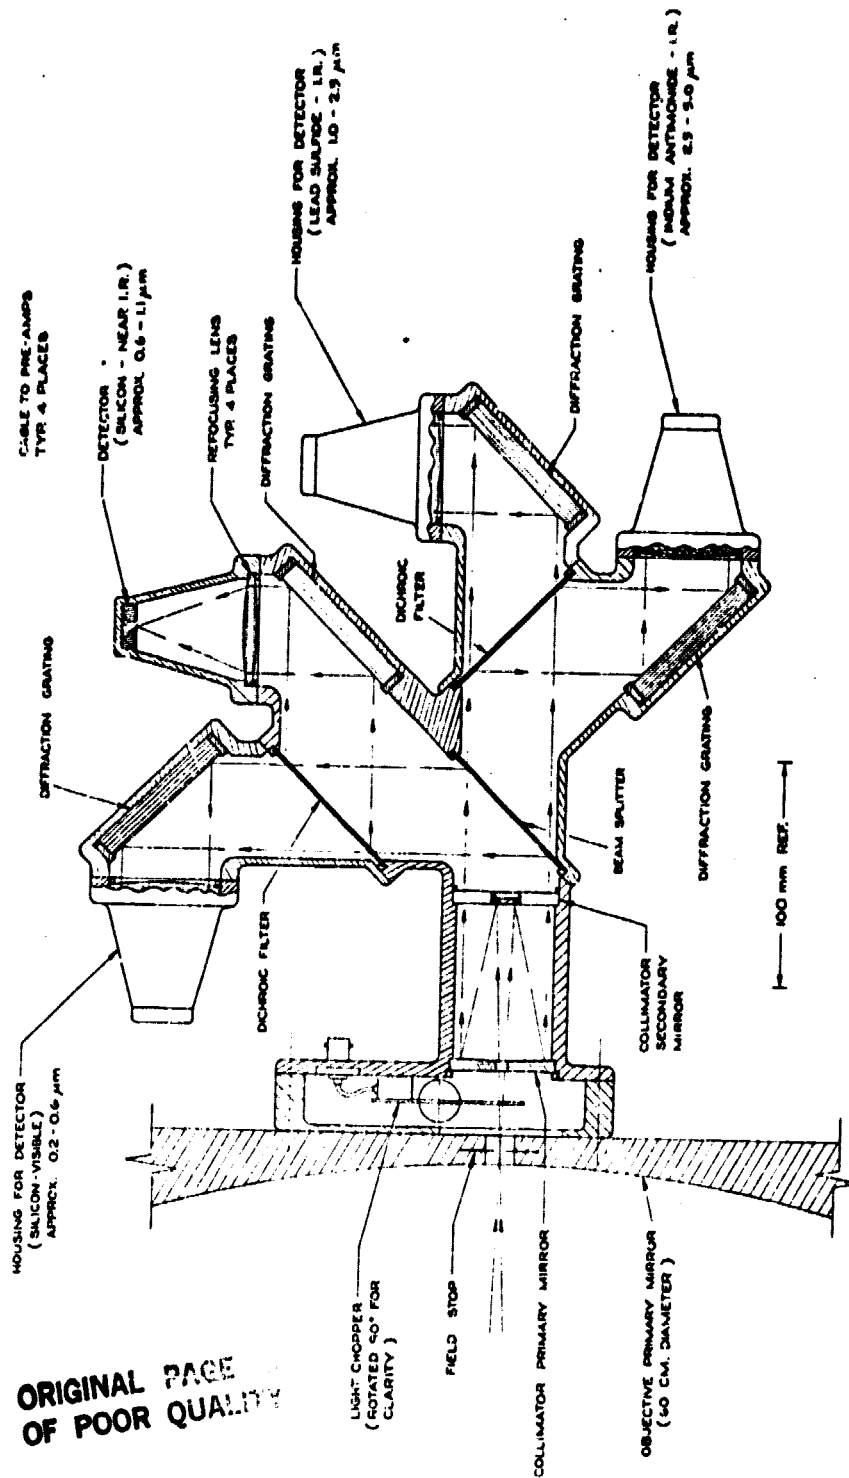 CABLE TO PRE-AMPS
TYP. 4 PLACES
DETECTOR
(SILICON - NEAR I.R.)
APPROX. 0.6 - 1.1 μm
REFOCUSING LENS
TYP. 4 PLACES
DIFFRACTION GRATING
HOUSING FOR DETECTOR
(LEAD SULFIDE - I.R.)
APPROX. 1.0 - 2.9 μm
DIFFRACTION GRATING
HOUSING FOR DETECTOR
(INDIUM ANTIMONIDE - I.R.)
APPROX. 2.9 - 5.0 μm
DIFFRACTION GRATING
DICHROIC
FILTER
HOUSING FOR DETECTOR
(SILICON-VISIBLE)
APPROX. 0.2 - 0.6 μm
DICHROIC FILTER
BEAM SPLITTER
DIFFRACTION GRATING
100 mm REF.
COLLIMATOR
SECONDARY
MIRROR
LIGHT CHOPPER
(ROTATED 90° FOR
CLARITY)
FIELD STOP
COLLIMATOR PRIMARY MIRROR
OBJECTIVE PRIMARY MIRROR
(60 CM. DIAMETER)
ORIGINAL PAGE
OF POOR QUALITY